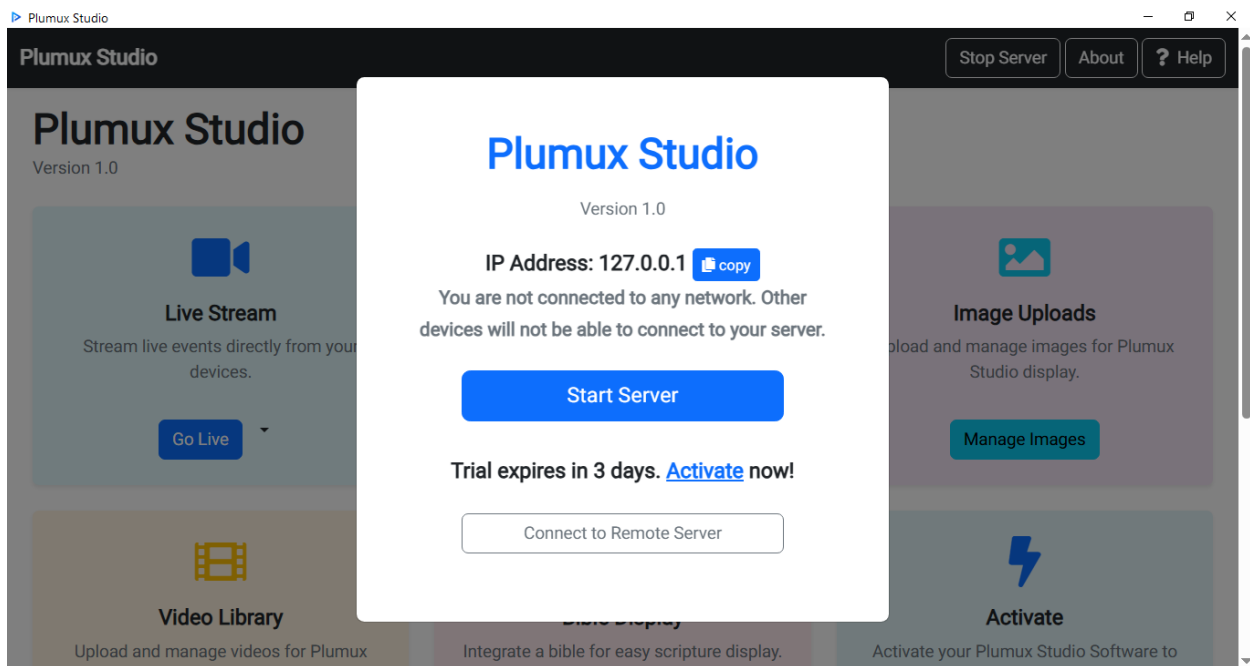 Plumux Studio
Plumux Studio
Stop Server
About
? Help
Plumux Studio
Version 1.0
Plumux Studio
Version 1.0
IP Address: 127.0.0.1
copy
You are not connected to any network. Other
devices will not be able to connect to your server.
Start Server
Trial expires in 3 days. Activate now!
Connect to Remote Server
Live Stream
Stream live events directly from your
devices.
Go Live
Image Uploads
and manage images for Plumux
Studio display.
Manage Images
Video Library
Upload and manage videos for Plumux
Bible Display
Integrate a bible for easy scripture display.
Activate
Activate your Plumux Studio Software to